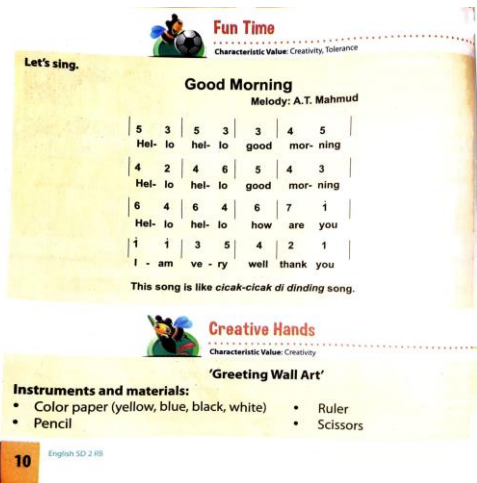 Fun Time
Characteristic Value: Creativity, Tolerance
Let's sing.
Good Morning
Melody: A.T. Mahmud
| 5 3 | 5 3 | 3 | 4 5 |
Hel- lo hel- lo good mor- ning
| 4 2 | 4 6 | 5 | 4 3 |
Hel- lo hel- lo good mor- ning
| 6 4 | 6 4 | 6 | 7 i |
Hel- lo hel- lo how are you
| i i | 3 5 | 4 | 2 1 |
I - am ve - ry well thank you
This song is like cicak-cicak di dinding song.
Creative Hands
Characteristic Value: Creativity
'Greeting Wall Art'
Instruments and materials:
• Color paper (yellow, blue, black, white) • Ruler
• Pencil • Scissors
10 English SD 2 RB